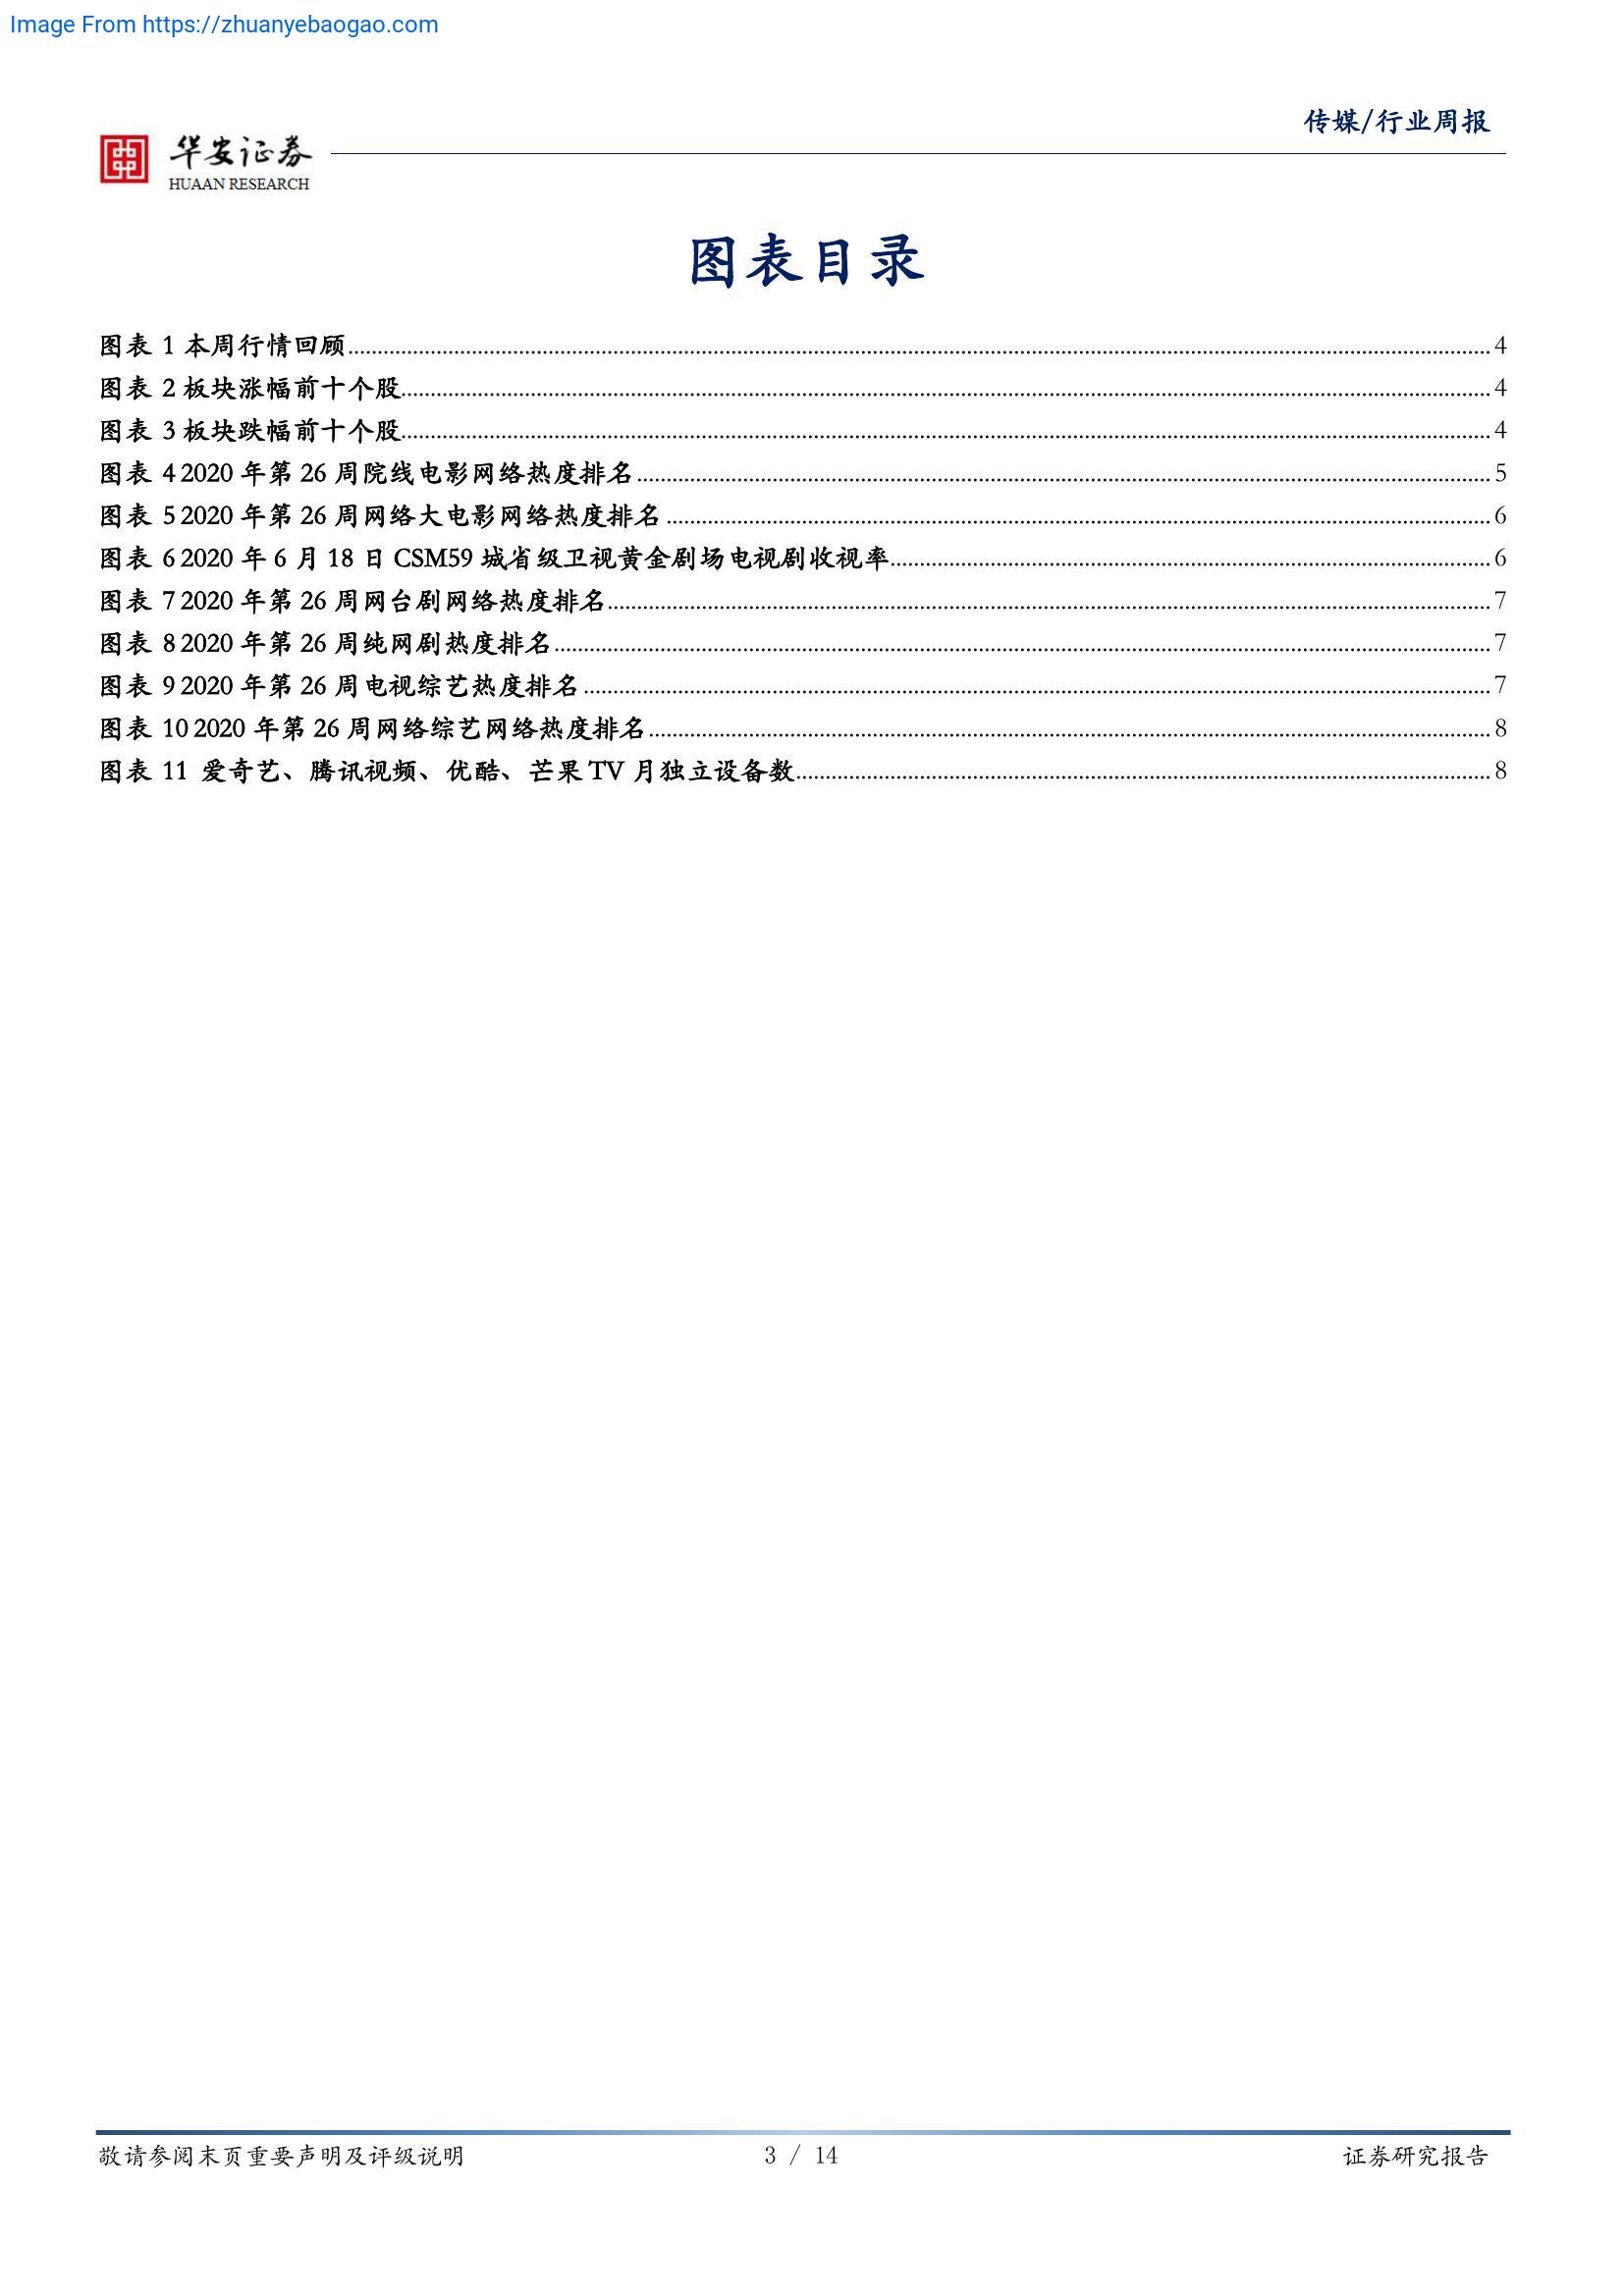 Image From https://zhuanyebaogao.com
传媒/行业周报
华安证券
HUAAN RESEARCH
图表目录
图表 1 本周行情回顾 4
图表 2 板块涨幅前十个股 4
图表 3 板块跌幅前十个股 4
图表 4 2020 年第 26 周院线电影网络热度排名 5
图表 5 2020 年第 26 周网络大电影网络热度排名 6
图表 6 2020 年 6 月 18 日 CSM59 城省级卫视黄金剧场电视剧收视率 6
图表 7 2020 年第 26 周网台剧网络热度排名 7
图表 8 2020 年第 26 周纯网剧热度排名 7
图表 9 2020 年第 26 周电视综艺热度排名 7
图表 10 2020 年第 26 周网络综艺网络热度排名 8
图表 11 爱奇艺、腾讯视频、优酷、芒果 TV 月独立设备数 8
敬请参阅末页重要声明及评级说明 3 / 14 证券研究报告